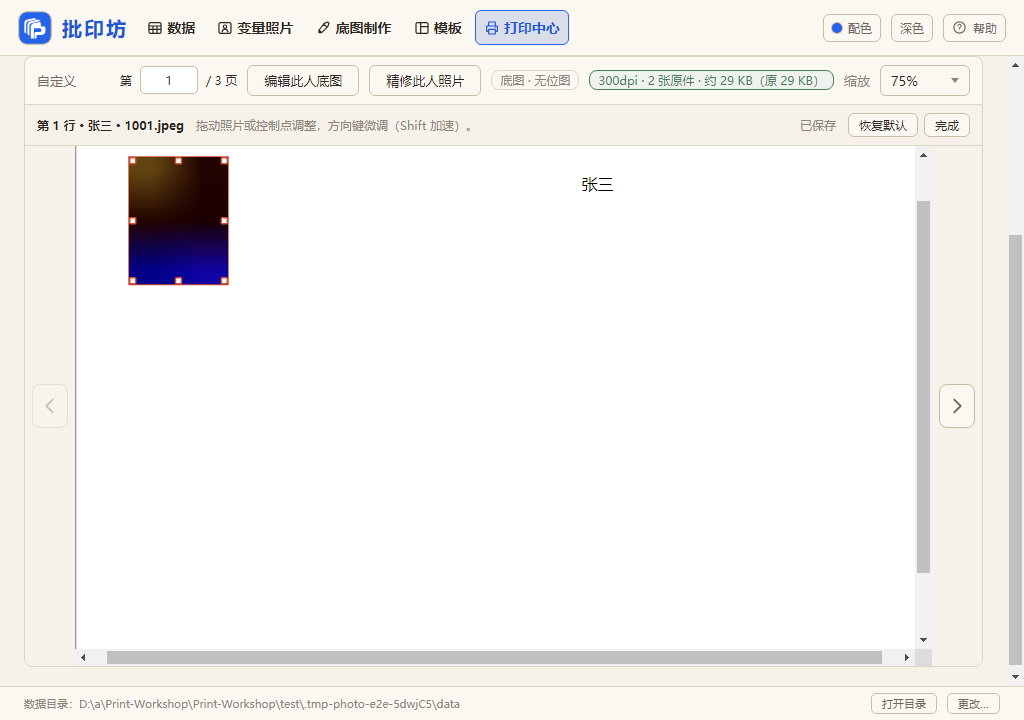 批印坊 数据 变量照片 底图制作 模板 打印中心 配色 深色 帮助
自定义 第 1 / 3 页 编辑此人底图 精修此人照片 底图 · 无位图 300dpi · 2 张原件 · 约 29 KB（原 29 KB） 缩放 75%
第 1 行 • 张三 • 1001.jpeg 拖动照片或控制点调整，方向键微调（Shift 加速）。 已保存 恢复默认 完成
张三
数据目录： D:\a\Print-Workshop\Print-Workshop\test\.tmp-photo-e2e-5dwjC5\data 打开目录 更改...